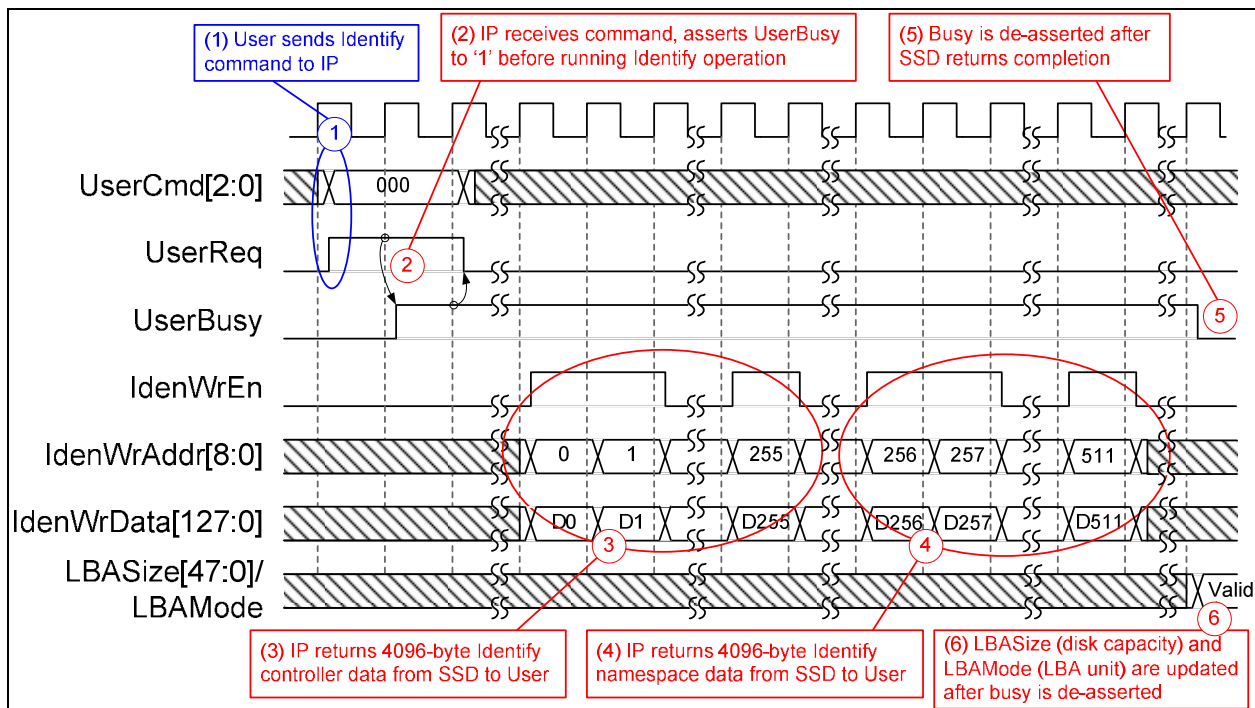 (1) User sends Identify
command to IP
(2) IP receives command, asserts UserBusy
to ‘1’ before running Identify operation
(5) Busy is de-asserted after
SSD returns completion
1
UserCmd[2:0]
000
UserReq
2
UserBusy
5
IdenWrEn
IdenWrAddr[8:0]
0 1 255 256 257 511
IdenWrData[127:0]
D0 D1 D255 D256 D257 D511
3
4
LBASize[47:0]/
LBAMode
Valid
6
(3) IP returns 4096-byte Identify
controller data from SSD to User
(4) IP returns 4096-byte Identify
namespace data from SSD to User
(6) LBASize (disk capacity) and
LBAMode (LBA unit) are updated
after busy is de-asserted